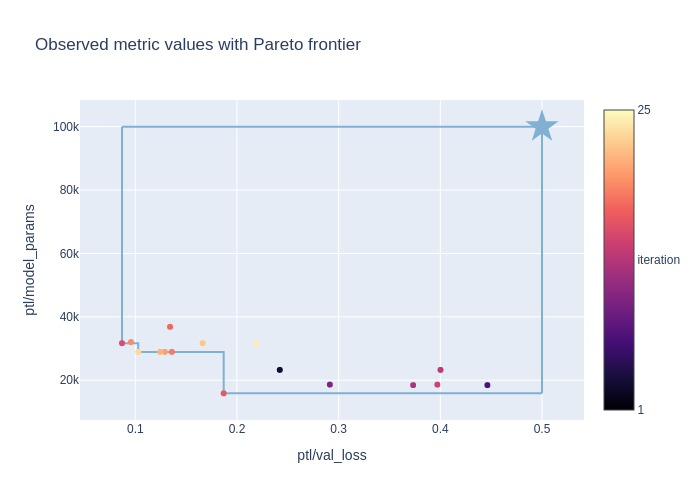 Observed metric values with Pareto frontier
100k
80k
60k
40k
20k
ptl/model_params
0.1
0.2
0.3
0.4
0.5
ptl/val_loss
25
iteration
1